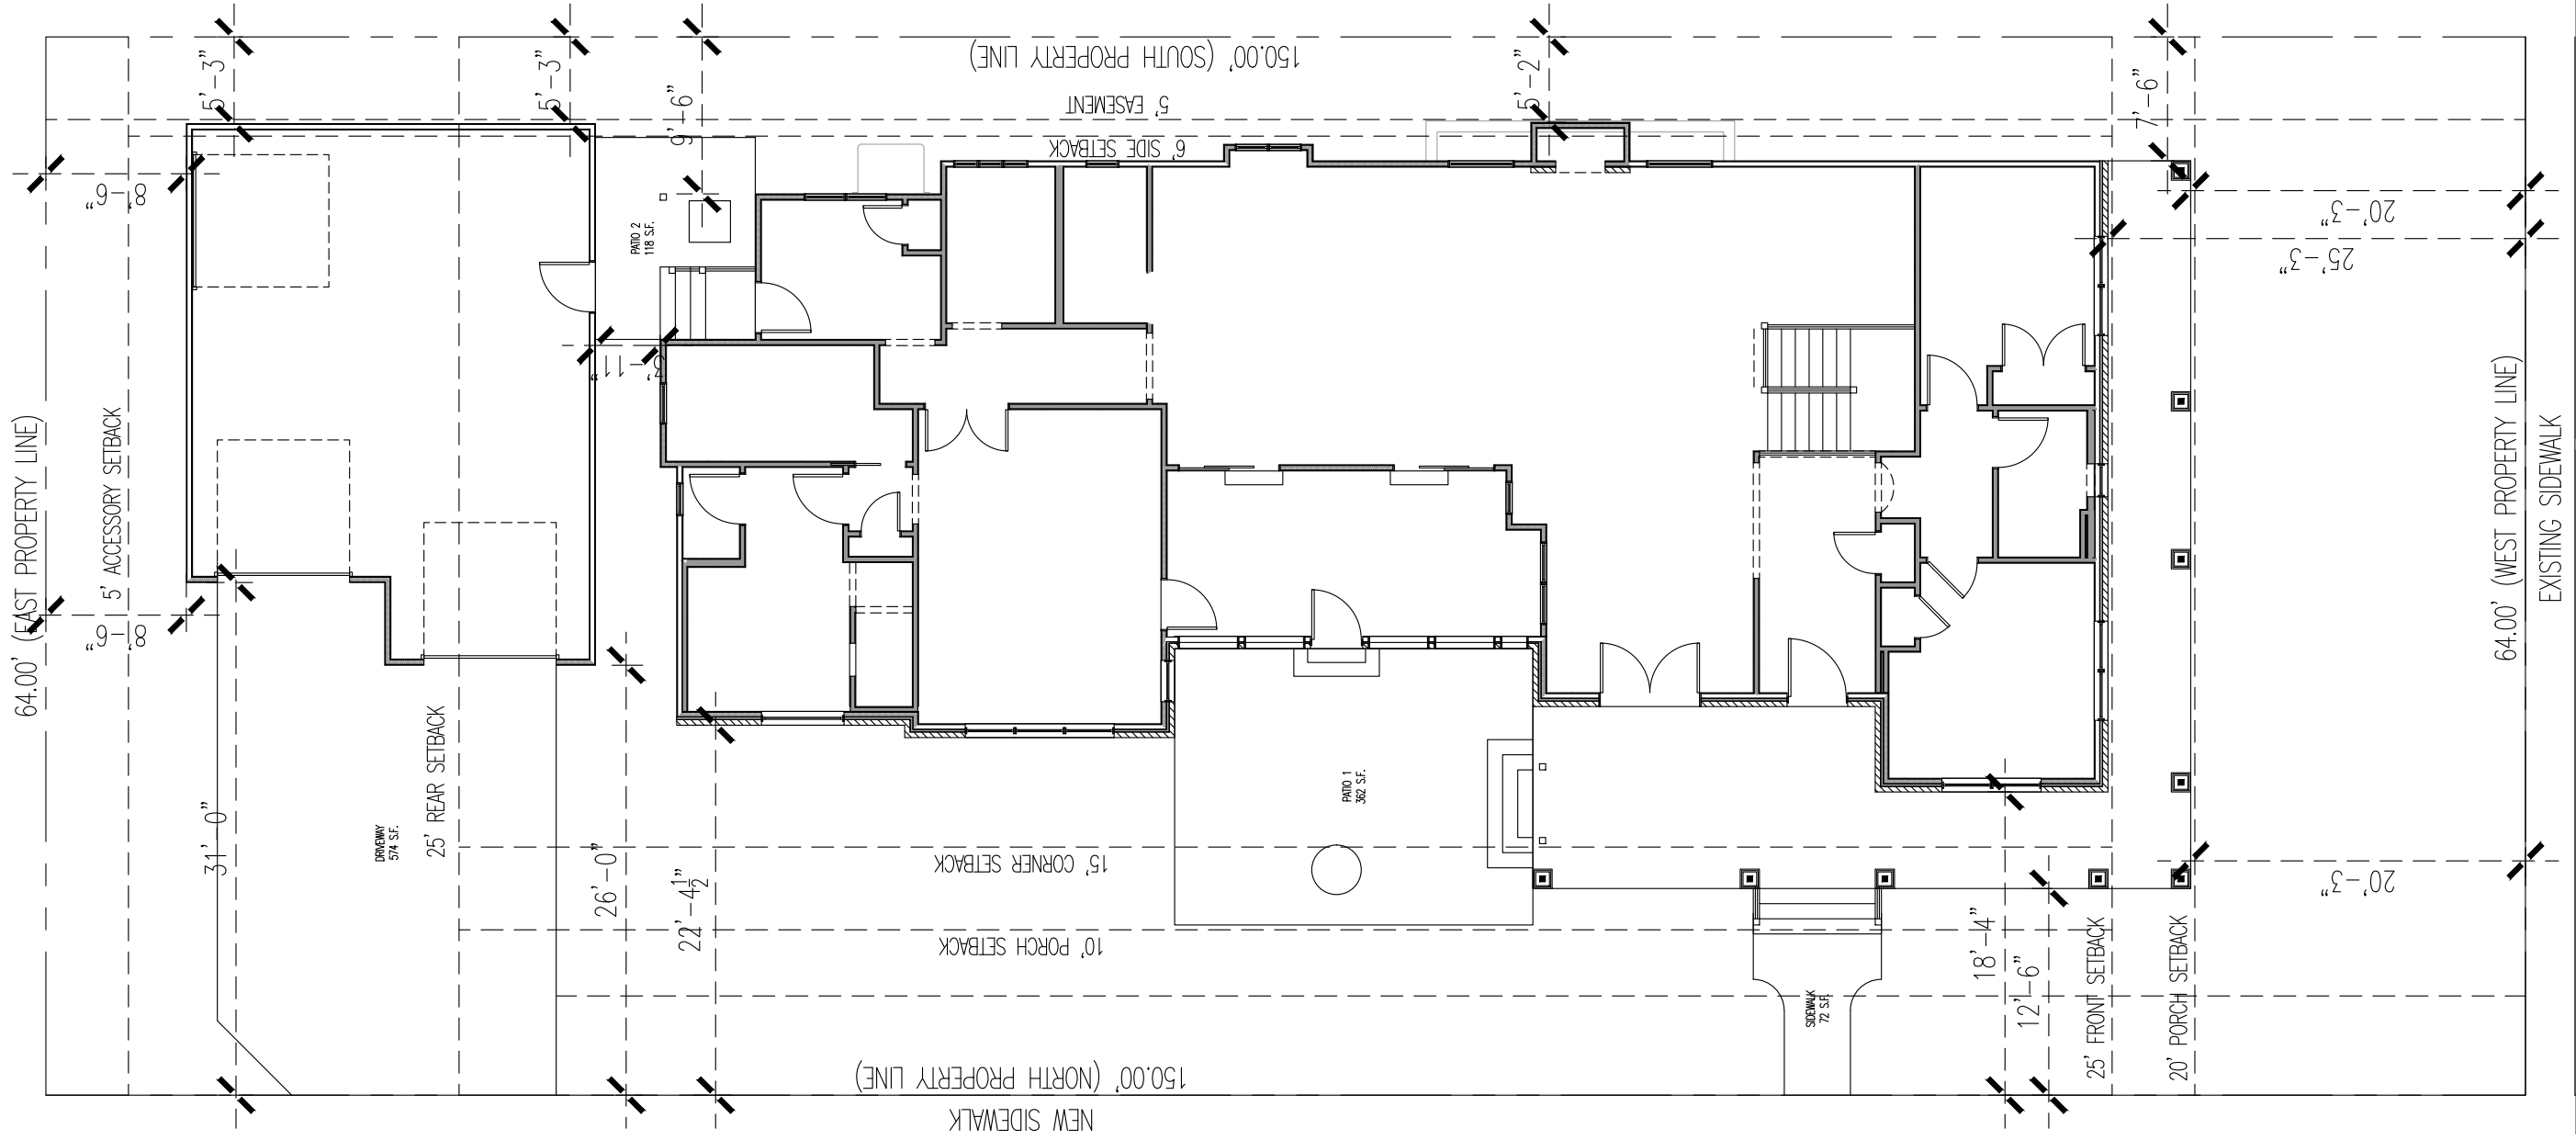 150.00' (SOUTH PROPERTY LINE)
5' EASEMENT
6' SIDE SETBACK
5'-3"
5'-3"
9'-6"
5'-2"
7'-6"
8'-6"
20'-3"
25'-3"
PATIO 2
118 S.F.
3'-11"
64.00' (EAST PROPERTY LINE)
5' ACCESSORY SETBACK
8'-6"
64.00' (WEST PROPERTY LINE)
EXISTING SIDEWALK
31'-0"
DRIVEWAY
574 S.F.
25' REAR SETBACK
26'-0"
22'-4 1/2"
PATIO 1
362 S.F.
15' CORNER SETBACK
10' PORCH SETBACK
20'-3"
18'-4"
12'-6"
25' FRONT SETBACK
20' PORCH SETBACK
SIDEWALK
72 S.F.
150.00' (NORTH PROPERTY LINE)
NEW SIDEWALK